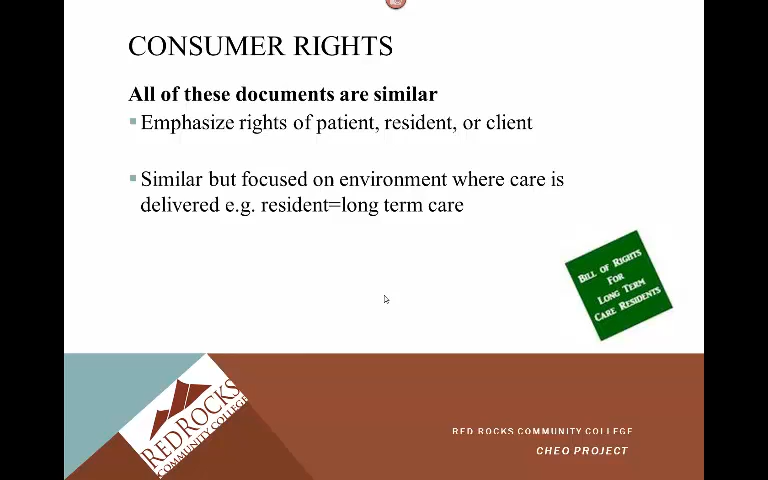 CONSUMER RIGHTS
All of these documents are similar
Emphasize rights of patient, resident, or client
Similar but focused on environment where care is
delivered e.g. resident=long term care
BILL OF RIGHTS
FOR
LONG TERM
CARE RESIDENTS
RED ROCKS
COMMUNITY COLLEGE
RED ROCKS COMMUNITY COLLEGE
CHEO PROJECT